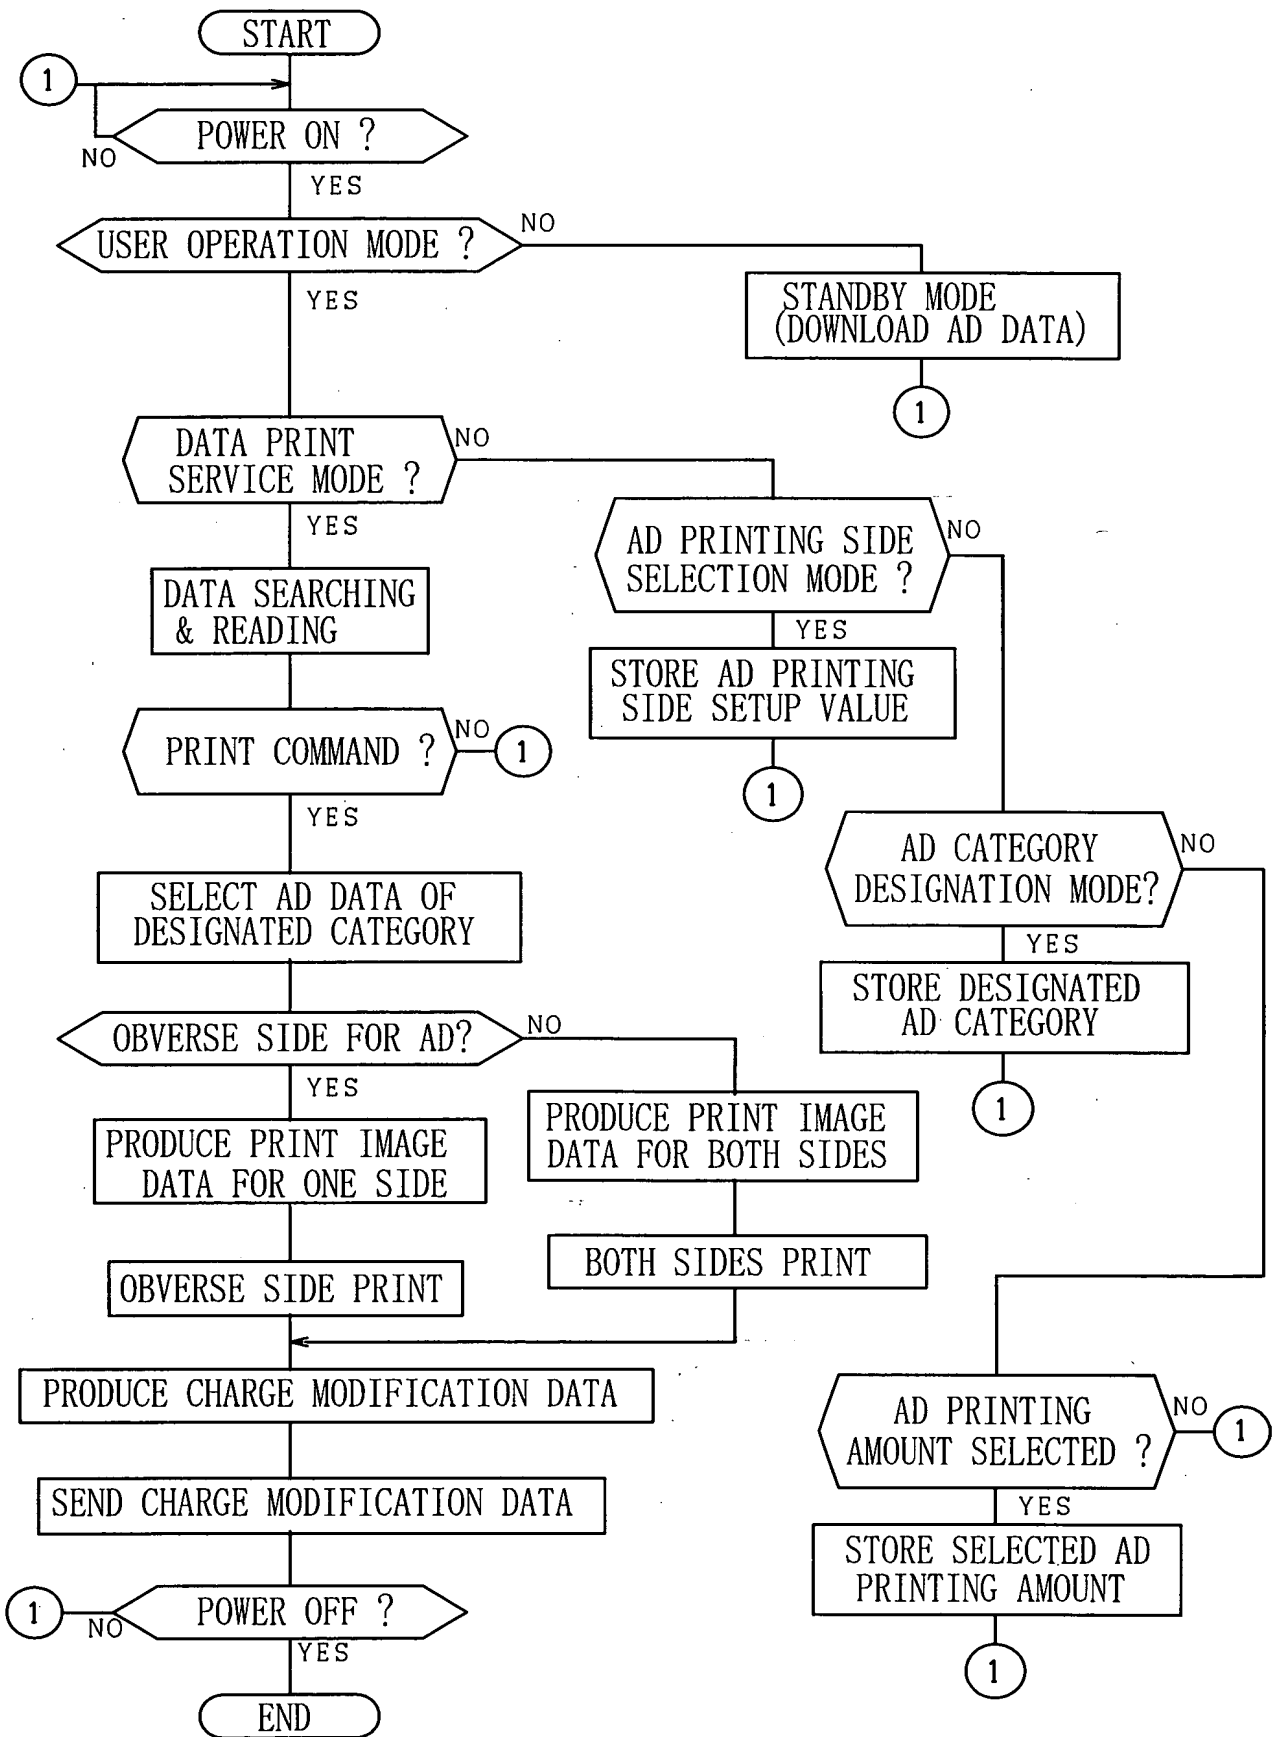 START
1
POWER ON ?
NO
YES
USER OPERATION MODE ?
NO
YES
STANDBY MODE
(DOWNLOAD AD DATA)
1
DATA PRINT
SERVICE MODE ?
NO
YES
AD PRINTING SIDE
SELECTION MODE ?
NO
YES
DATA SEARCHING
& READING
STORE AD PRINTING
SIDE SETUP VALUE
1
PRINT COMMAND ?
NO
1
YES
AD CATEGORY
DESIGNATION MODE?
NO
YES
SELECT AD DATA OF
DESIGNATED CATEGORY
STORE DESIGNATED
AD CATEGORY
1
OBVERSE SIDE FOR AD?
NO
YES
PRODUCE PRINT IMAGE
DATA FOR ONE SIDE
PRODUCE PRINT IMAGE
DATA FOR BOTH SIDES
OBVERSE SIDE PRINT
BOTH SIDES PRINT
PRODUCE CHARGE MODIFICATION DATA
AD PRINTING
AMOUNT SELECTED ?
NO
1
YES
SEND CHARGE MODIFICATION DATA
STORE SELECTED AD
PRINTING AMOUNT
1
POWER OFF ?
1
NO
YES
END